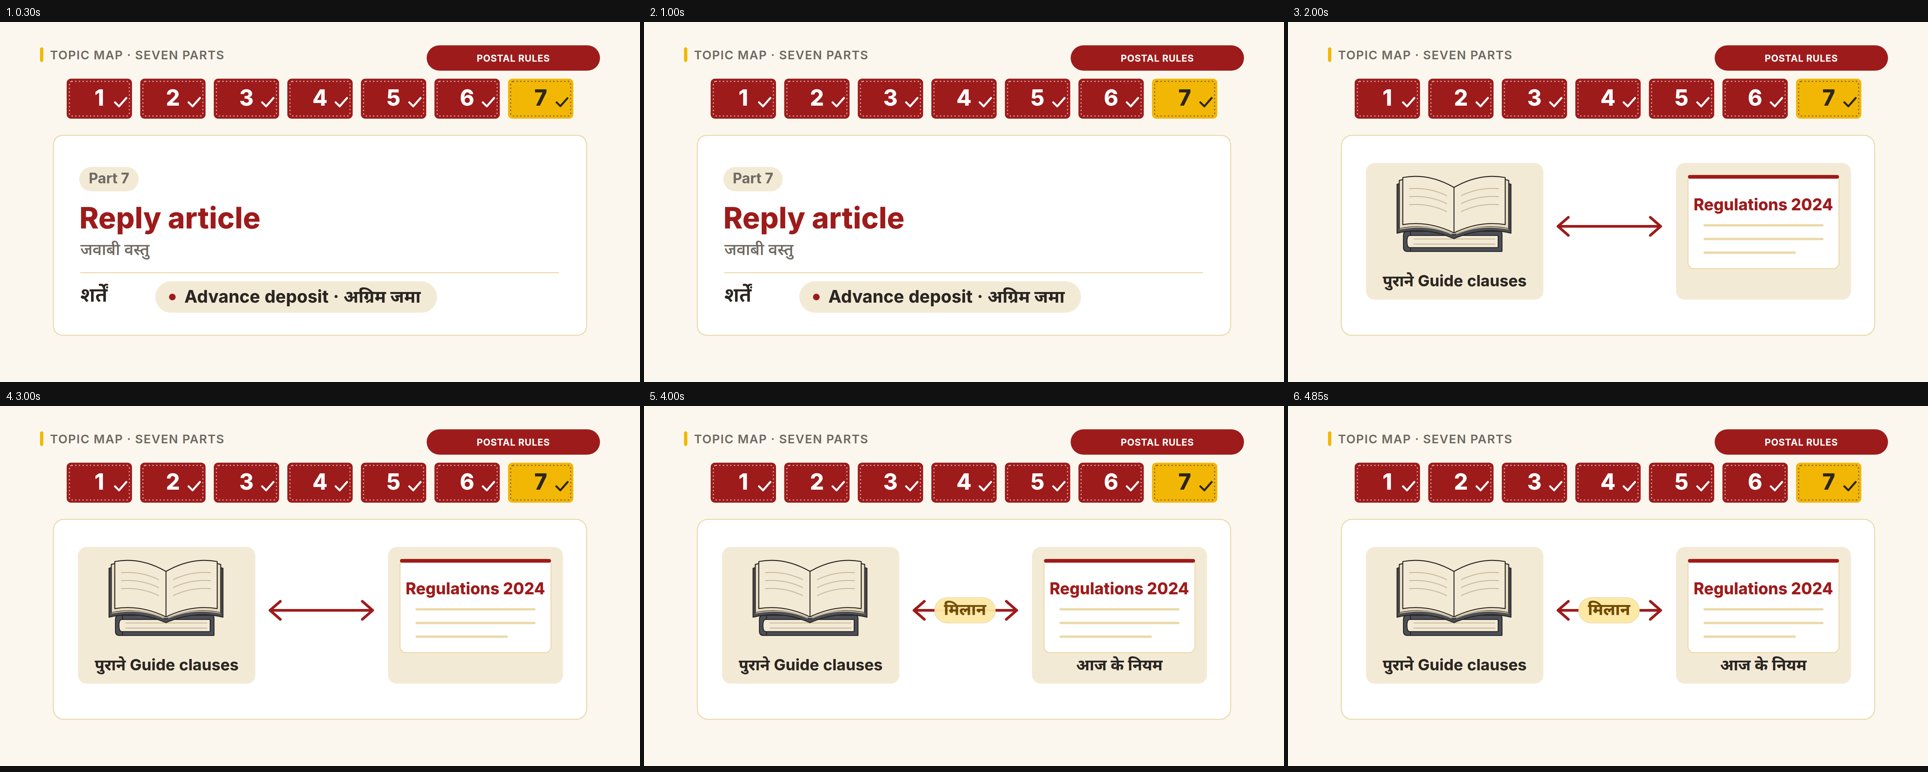 1. 0.30s
TOPIC MAP · SEVEN PARTS
POSTAL RULES
1 2 3 4 5 6 7
Part 7
Reply article
जवाबी वस्तु
शर्तें
• Advance deposit · अग्रिम जमा
2. 1.00s
TOPIC MAP · SEVEN PARTS
POSTAL RULES
1 2 3 4 5 6 7
Part 7
Reply article
जवाबी वस्तु
शर्तें
• Advance deposit · अग्रिम जमा
3. 2.00s
TOPIC MAP · SEVEN PARTS
POSTAL RULES
1 2 3 4 5 6 7
Regulations 2024
पुराने Guide clauses
4. 3.00s
TOPIC MAP · SEVEN PARTS
POSTAL RULES
1 2 3 4 5 6 7
Regulations 2024
पुराने Guide clauses
5. 4.00s
TOPIC MAP · SEVEN PARTS
POSTAL RULES
1 2 3 4 5 6 7
Regulations 2024
मिलान
पुराने Guide clauses
आज के नियम
6. 4.85s
TOPIC MAP · SEVEN PARTS
POSTAL RULES
1 2 3 4 5 6 7
Regulations 2024
मिलान
पुराने Guide clauses
आज के नियम